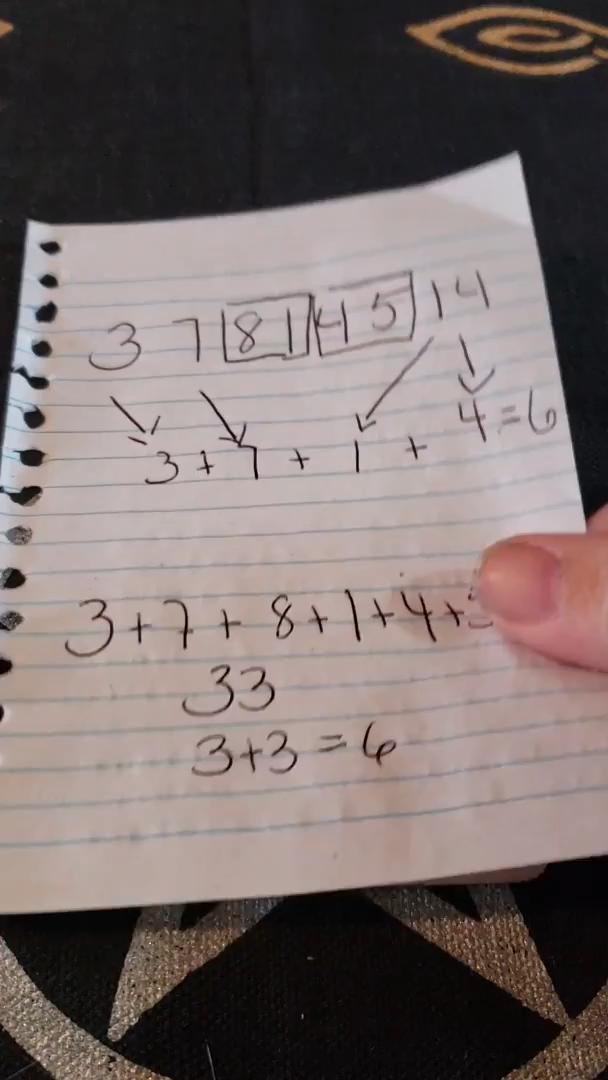 3 7 8 1 4 5 1 4
3 + 7 + 1 + 4 = 6
3 + 7 + 8 + 1 + 4 +
33
3+3 = 6